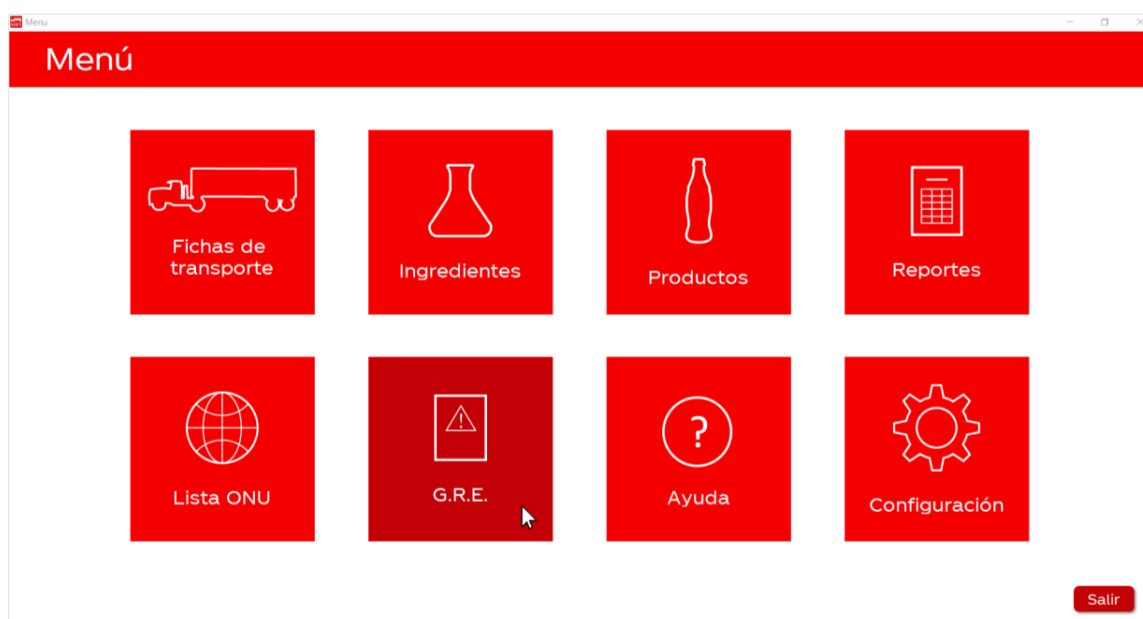 Menu
Menú
Fichas de
transporte
Ingredientes
Productos
Reportes
Lista ONU
G.R.E.
?
Ayuda
Configuración
Salir